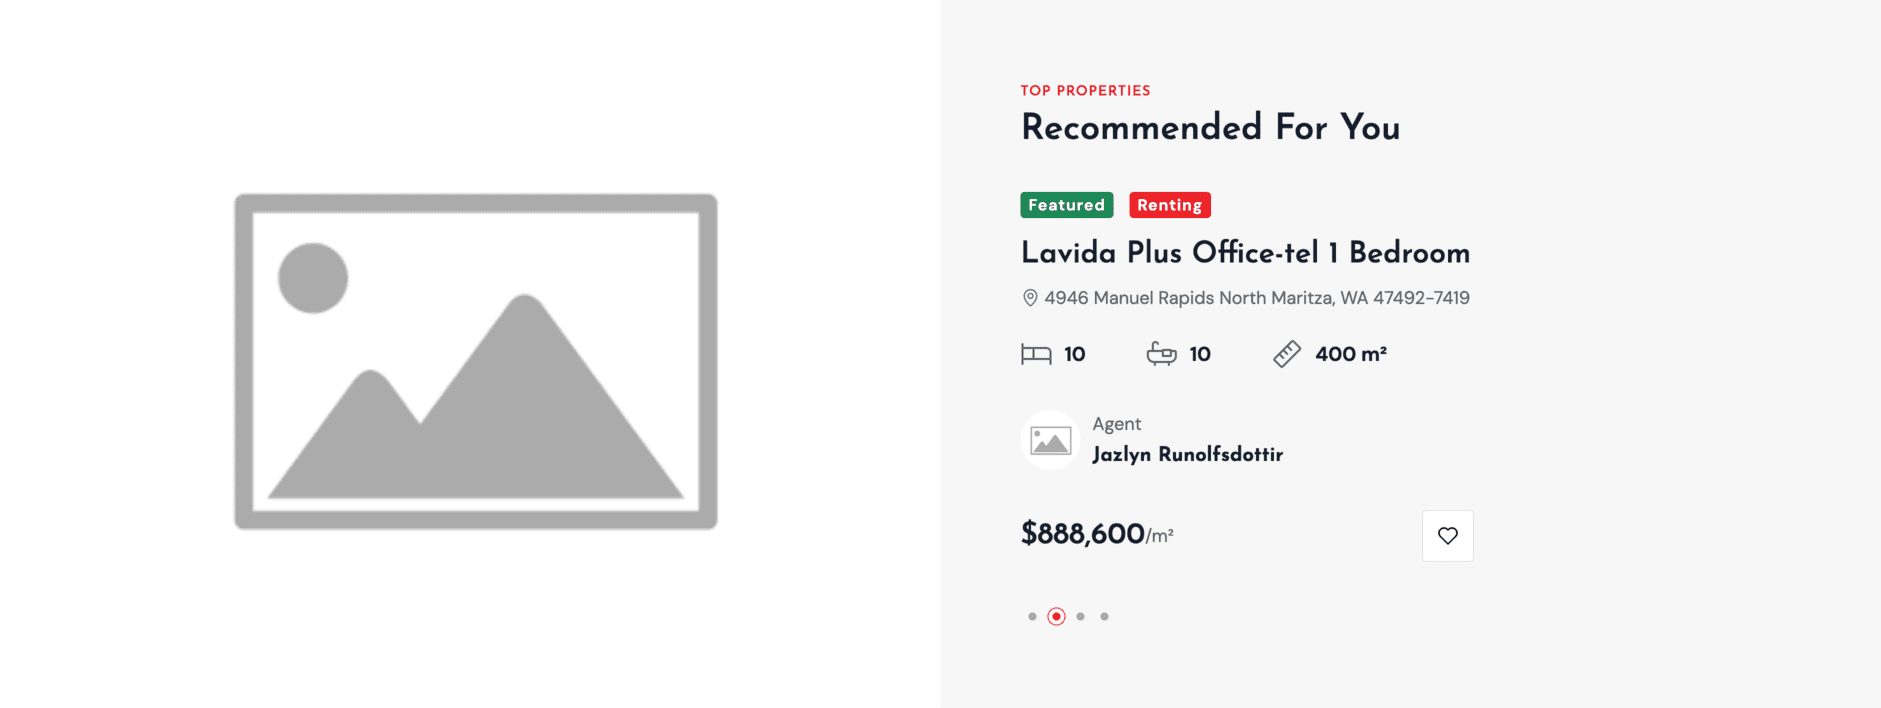 TOP PROPERTIES
Recommended For You
Featured Renting
Lavida Plus Office-tel 1 Bedroom
4946 Manuel Rapids North Maritza, WA 47492-7419
10 10 400 m²
Agent
Jazlyn Runolfsdottir
$888,600/m²